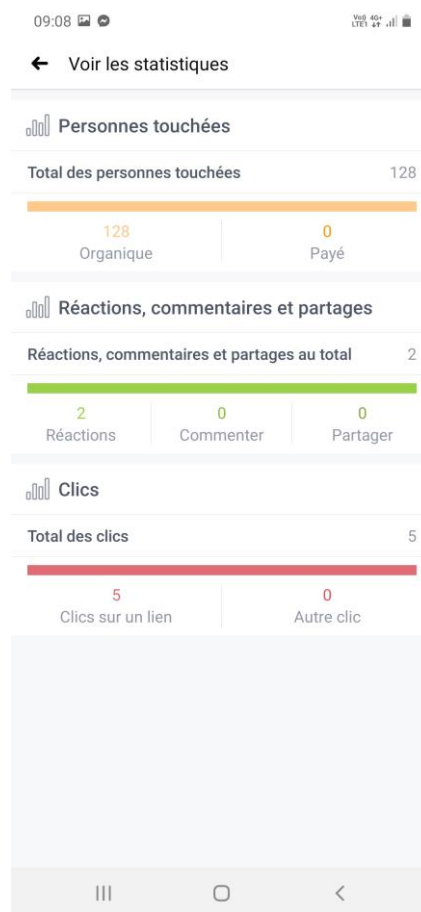 09:08
Vo)) 4G+
LTE1
Voir les statistiques
Personnes touchées
Total des personnes touchées 128
128 0
Organique Payé
Réactions, commentaires et partages
Réactions, commentaires et partages au total 2
2 0 0
Réactions Commenter Partager
Clics
Total des clics 5
5 0
Clics sur un lien Autre clic